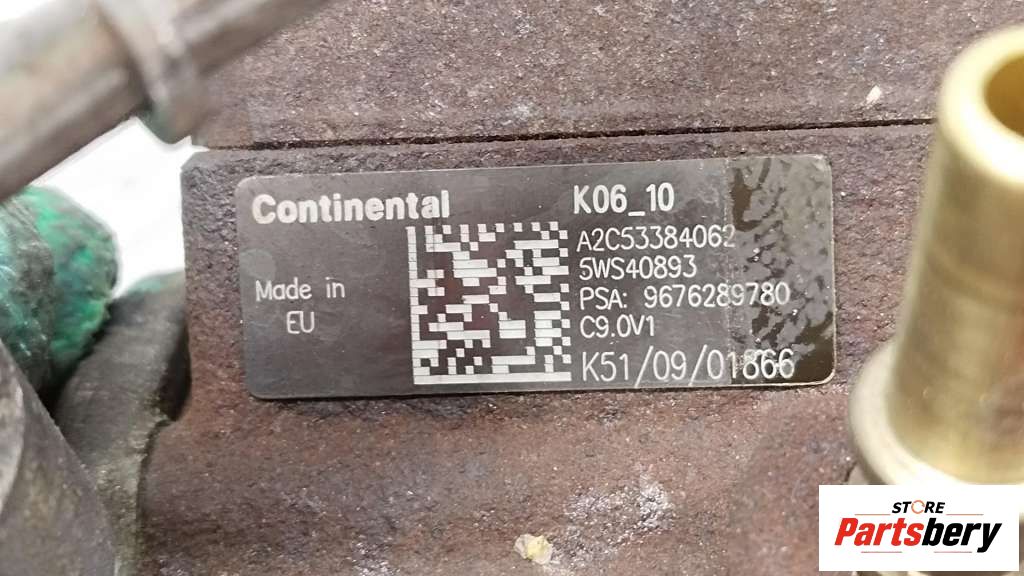 Continental
Made in
EU
K06_10
A2C53384062
5WS40893
PSA: 9676289780
C9.0V1
K51/09/01866
STORE
Partsbery